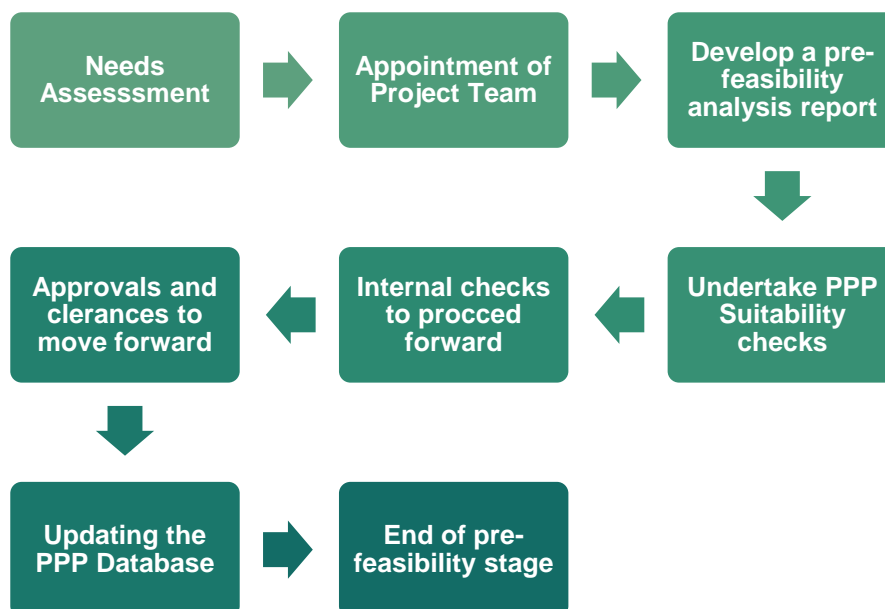 Needs
Assesssment
Appointment of
Project Team
Develop a pre-
feasibility
analysis report
Undertake PPP
Suitability
checks
Internal checks
to procced
forward
Approvals and
clerances to
move forward
Updating the
PPP Database
End of pre-
feasibility stage